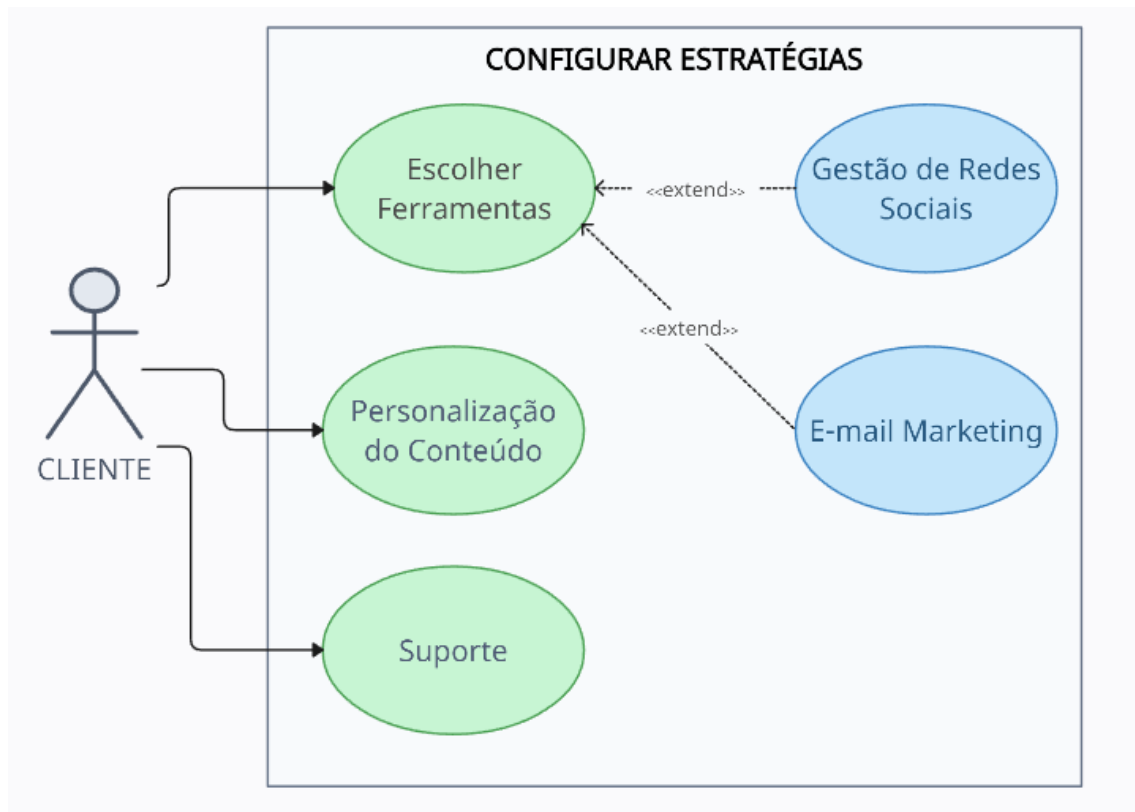 CONFIGURAR ESTRATÉGIAS
Escolher
Ferramentas
<<extend>>
Gestão de Redes
Sociais
<<extend>>
CLIENTE
Personalização
do Conteúdo
E-mail Marketing
Suporte